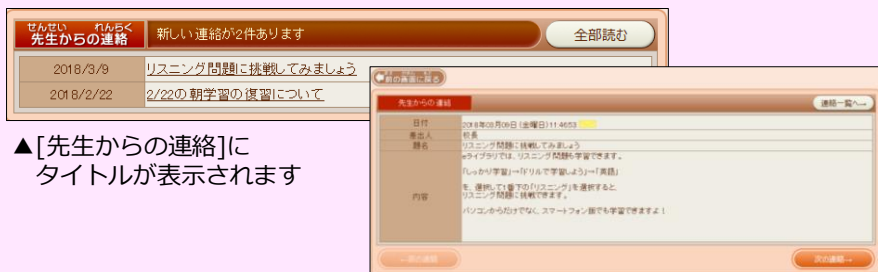 せんせい れんらく
先生からの連絡
新しい連絡が2件あります
全部読む
2018/3/9
リスニング問題に挑戦してみましょう
2018/2/22
2/22の朝学習の復習について
▲[先生からの連絡]に
タイトルが表示されます
前の画面に戻る
先生からの連絡
連絡一覧へ→
日付
2018年03月09日(金曜日)11:46:53
差出人
校長
題名
リスニング問題に挑戦してみましょう
内容
eライブラリでは、リスニング問題も学習できます。
「しっかり学習」→「ドリルで学習しよう」→「英語」
を、選択して1番下の「リスニング」を選択すると、
リスニング問題に挑戦できます。
パソコンからだけでなく、スマートフォン版でも学習できますよ！
←前の連絡
次の連絡→